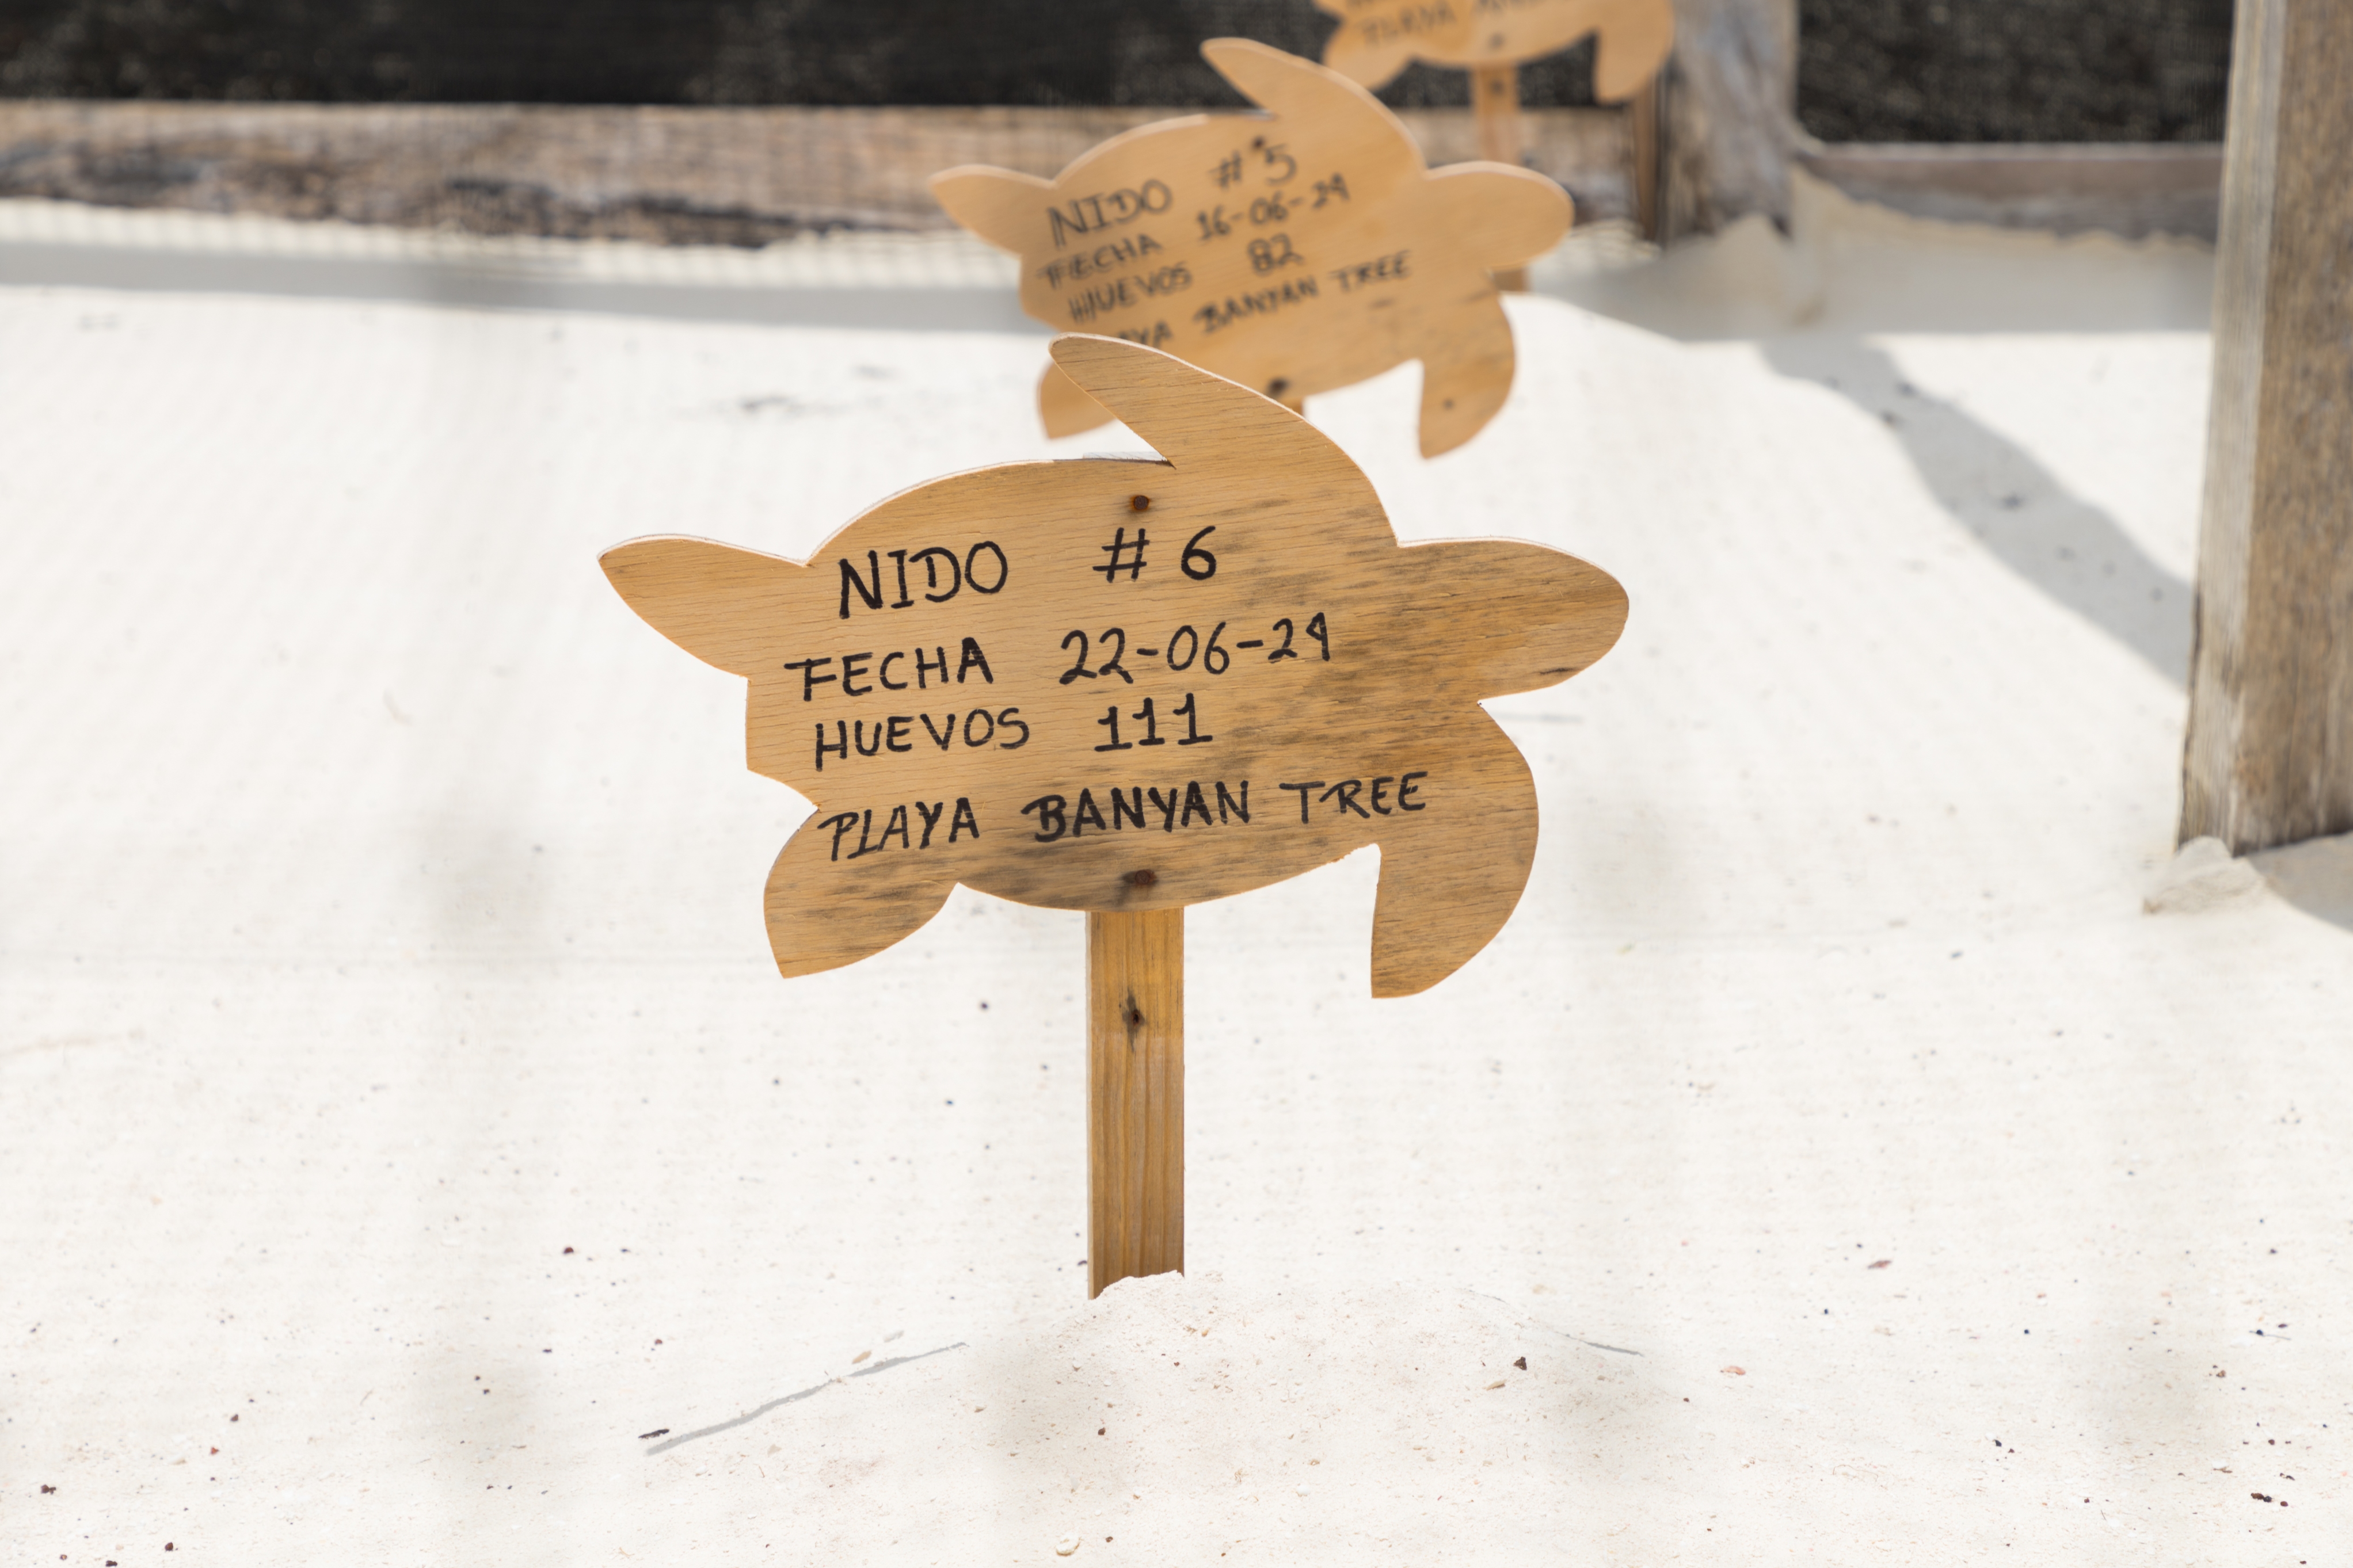 PLAYA
NIDO #5
FECHA 16-06-24
HUEVOS 82
BANYAN TREE
NIDO #6
FECHA 22-06-24
HUEVOS 111
PLAYA BANYAN TREE